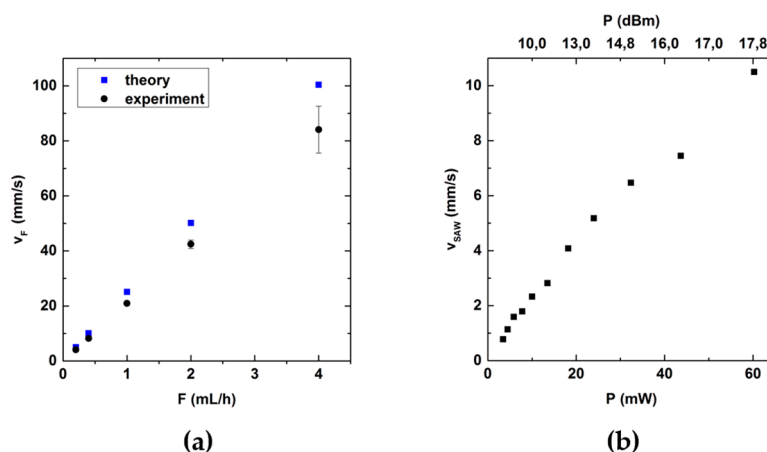 P (dBm)
10,0 13,0 14,8 16,0 17,0 17,8
theory
experiment
100
80
60
40
20
0
v_F (mm/s)
0 1 2 3 4
F (mL/h)
(a)
10
8
6
4
2
0
v_SAW (mm/s)
0 20 40 60
P (mW)
(b)